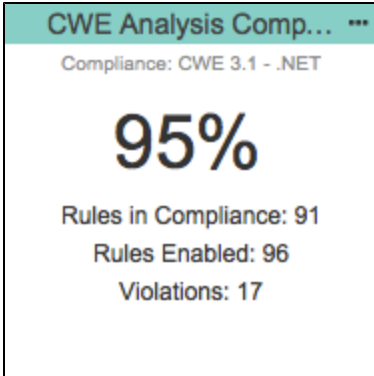 CWE Analysis Comp... •••
Compliance: CWE 3.1 - .NET
95%
Rules in Compliance: 91
Rules Enabled: 96
Violations: 17